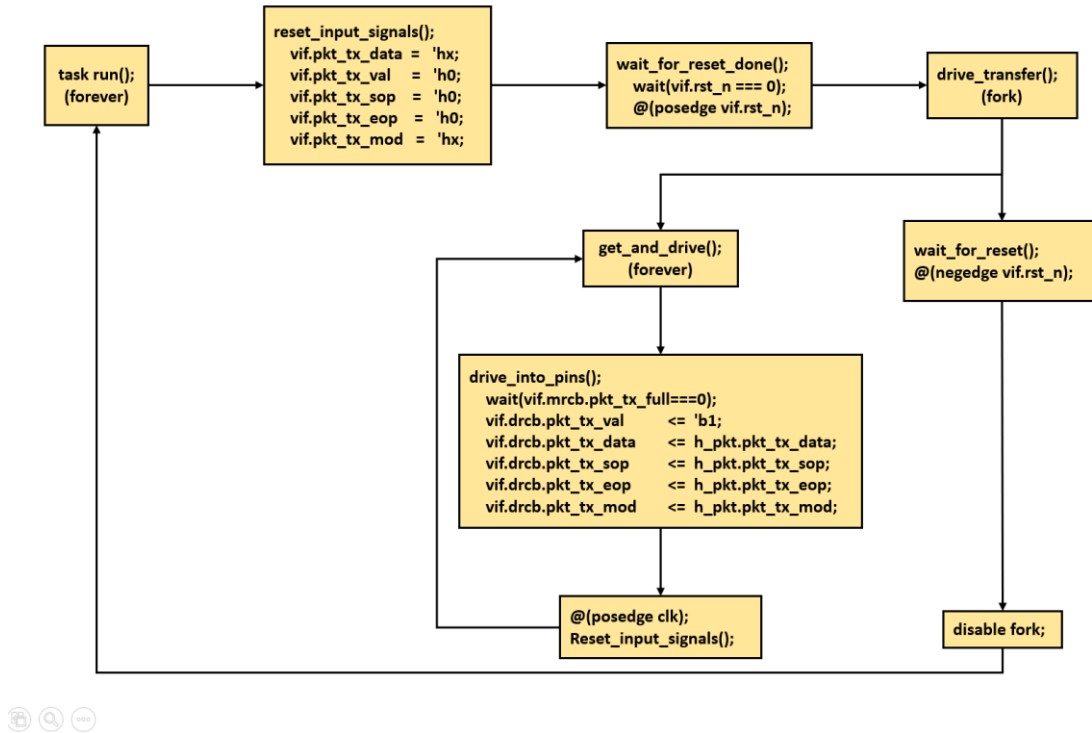 task run();
(forever)
reset_input_signals();
vif.pkt_tx_data = 'hx;
vif.pkt_tx_val = 'h0;
vif.pkt_tx_sop = 'h0;
vif.pkt_tx_eop = 'h0;
vif.pkt_tx_mod = 'hx;
wait_for_reset_done();
wait(vif.rst_n === 0);
@(posedge vif.rst_n);
drive_transfer();
(fork)
get_and_drive();
(forever)
wait_for_reset();
@(negedge vif.rst_n);
drive_into_pins();
wait(vif.mrcb.pkt_tx_full===0);
vif.drcb.pkt_tx_val <= 'b1;
vif.drcb.pkt_tx_data <= h_pkt.pkt_tx_data;
vif.drcb.pkt_tx_sop <= h_pkt.pkt_tx_sop;
vif.drcb.pkt_tx_eop <= h_pkt.pkt_tx_eop;
vif.drcb.pkt_tx_mod <= h_pkt.pkt_tx_mod;
@(posedge clk);
Reset_input_signals();
disable fork;